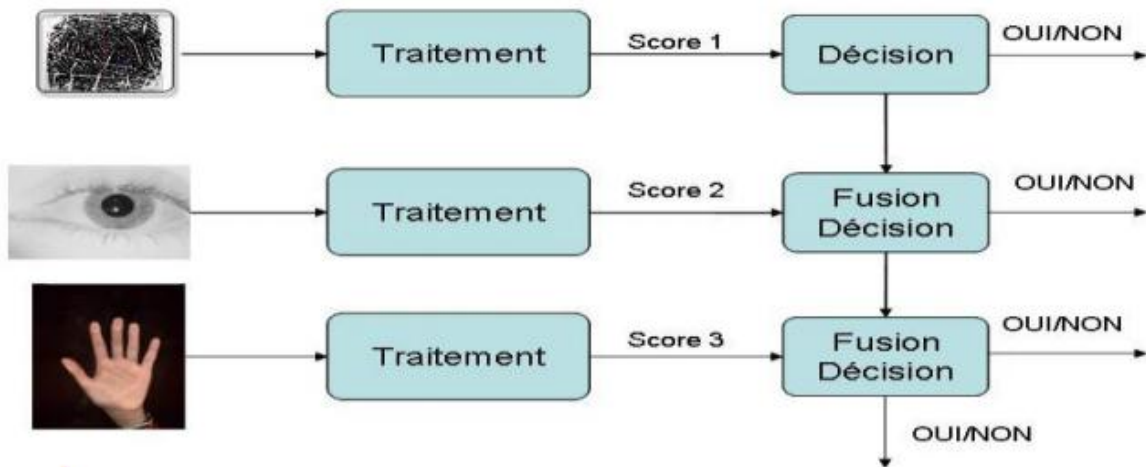 Traitement
Score 1
Décision
OUI/NON
Traitement
Score 2
Fusion
Décision
OUI/NON
Traitement
Score 3
Fusion
Décision
OUI/NON
OUI/NON